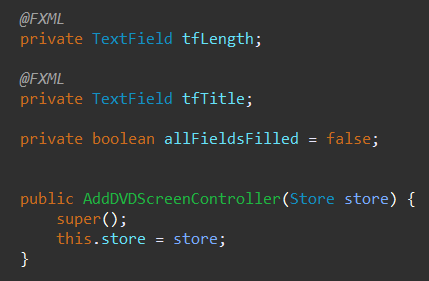 @FXML
private TextField tfLength;
@FXML
private TextField tfTitle;
private boolean allFieldsFilled = false;
public AddDVDScreenController(Store store) {
super();
this.store = store;
}